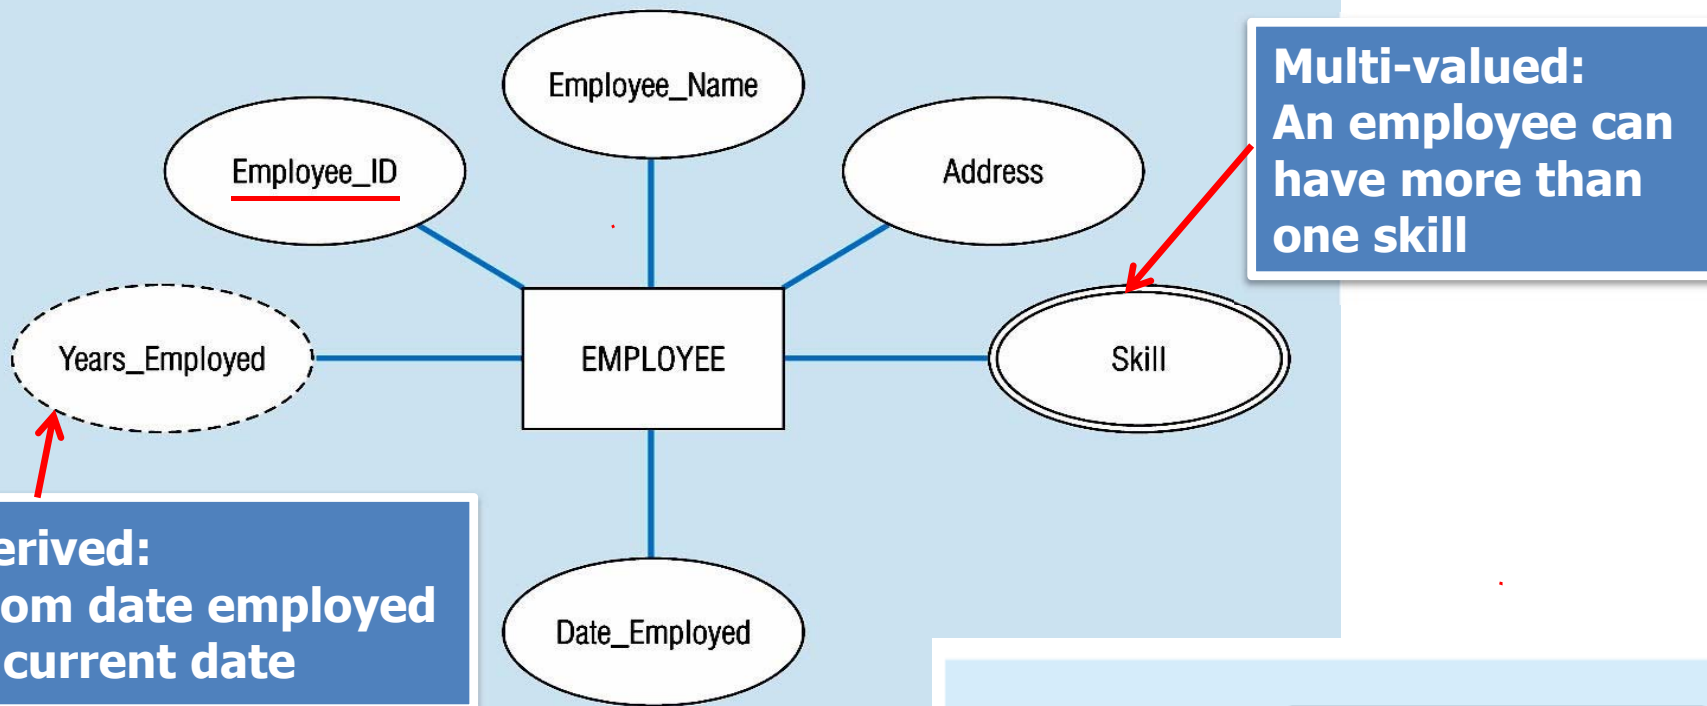 Employee_Name
Multi-valued:
An employee can
have more than
one skill
Employee_ID
Address
Years_Employed
EMPLOYEE
Skill
erived:
om date employed
current date
Date_Employed